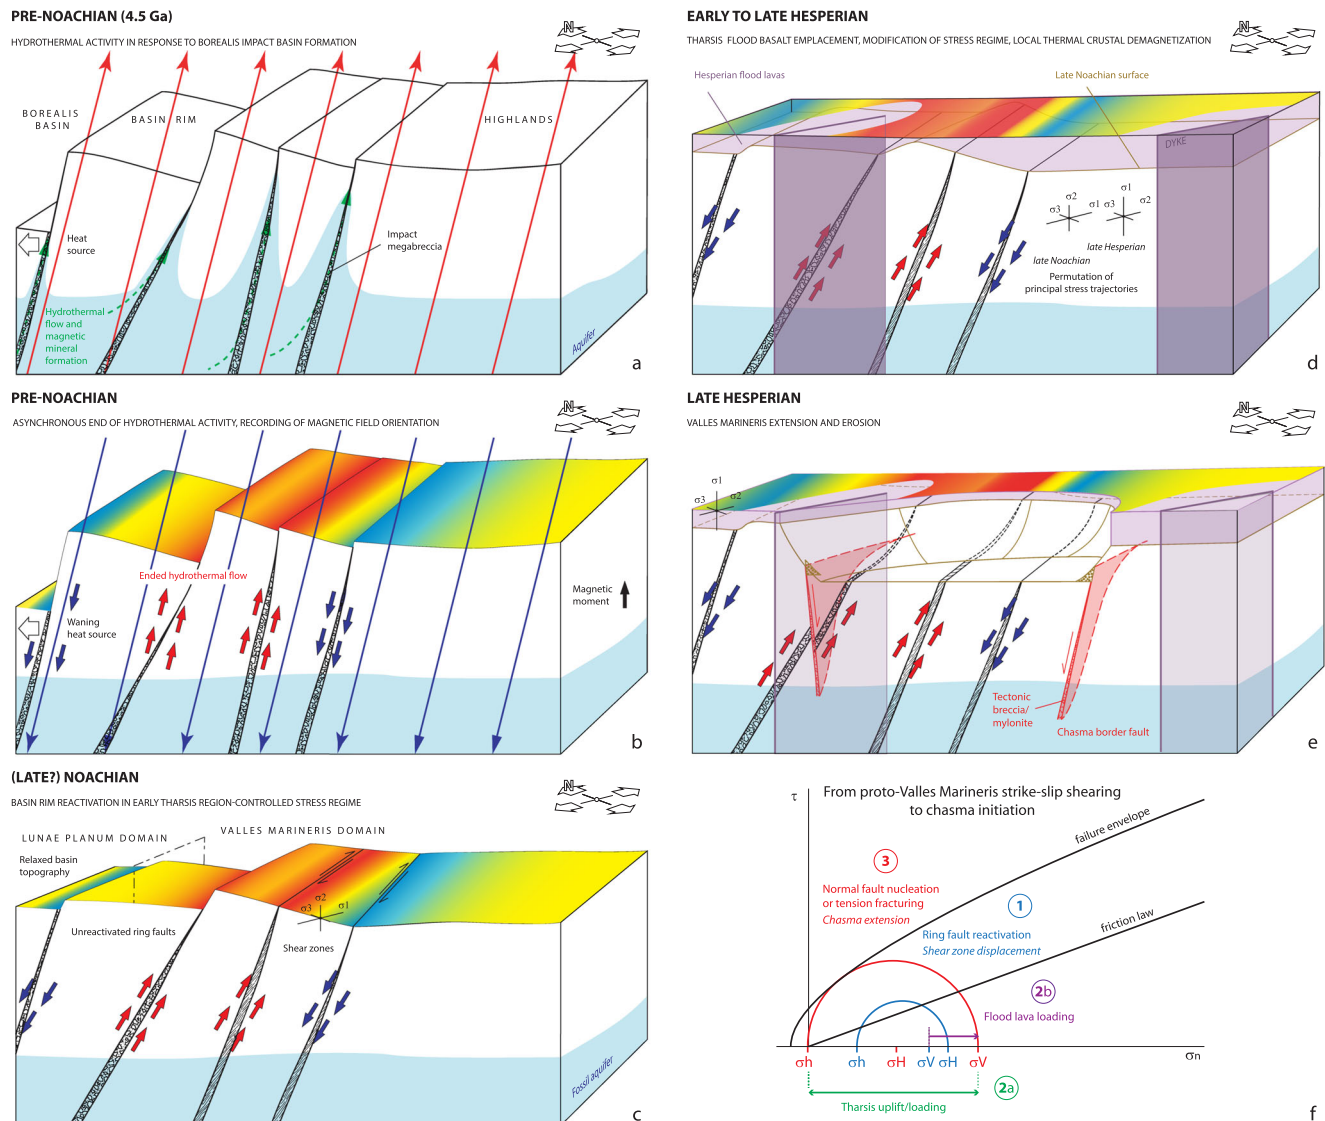 PRE-NOACHIAN (4.5 Ga)
HYDROTHERMAL ACTIVITY IN RESPONSE TO BOREALIS IMPACT BASIN FORMATION
N
BOREALIS
BASIN
BASIN RIM
HIGHLANDS
Heat
source
Impact
megabreccia
Hydrothermal
flow and
magnetic
mineral
formation
Aquifer
a
PRE-NOACHIAN
ASYNCHRONOUS END OF HYDROTHERMAL ACTIVITY, RECORDING OF MAGNETIC FIELD ORIENTATION
N
Ended hydrothermal flow
Waning
heat source
Magnetic
moment
b
(LATE?) NOACHIAN
BASIN RIM REACTIVATION IN EARLY THARSIS REGION-CONTROLLED STRESS REGIME
N
LUNAE PLANUM DOMAIN
VALLES MARINERIS DOMAIN
Relaxed basin
topography
σ2
σ3 σ1
Unreactivated ring faults
Shear zones
Fossil aquifer
c
EARLY TO LATE HESPERIAN
THARSIS FLOOD BASALT EMPLACEMENT, MODIFICATION OF STRESS REGIME, LOCAL THERMAL CRUSTAL DEMAGNETIZATION
N
Hesperian flood lavas
Late Noachian surface
DYKE
σ1
σ2
σ3 σ1 σ3 σ2
late Hesperian
late Noachian
Permutation of
principal stress trajectories
d
LATE HESPERIAN
VALLES MARINERIS EXTENSION AND EROSION
N
σ1
σ3 σ2
Tectonic
breccia/
mylonite
Chasma border fault
e
τ
From proto-Valles Marineris strike-slip shearing
to chasma initiation
failure envelope
3
Normal fault nucleation
or tension fracturing
Chasma extension
1
Ring fault reactivation
Shear zone displacement
friction law
2b
Flood lava loading
σh σh σH σV σH σV σn
2a
Tharsis uplift/loading
f